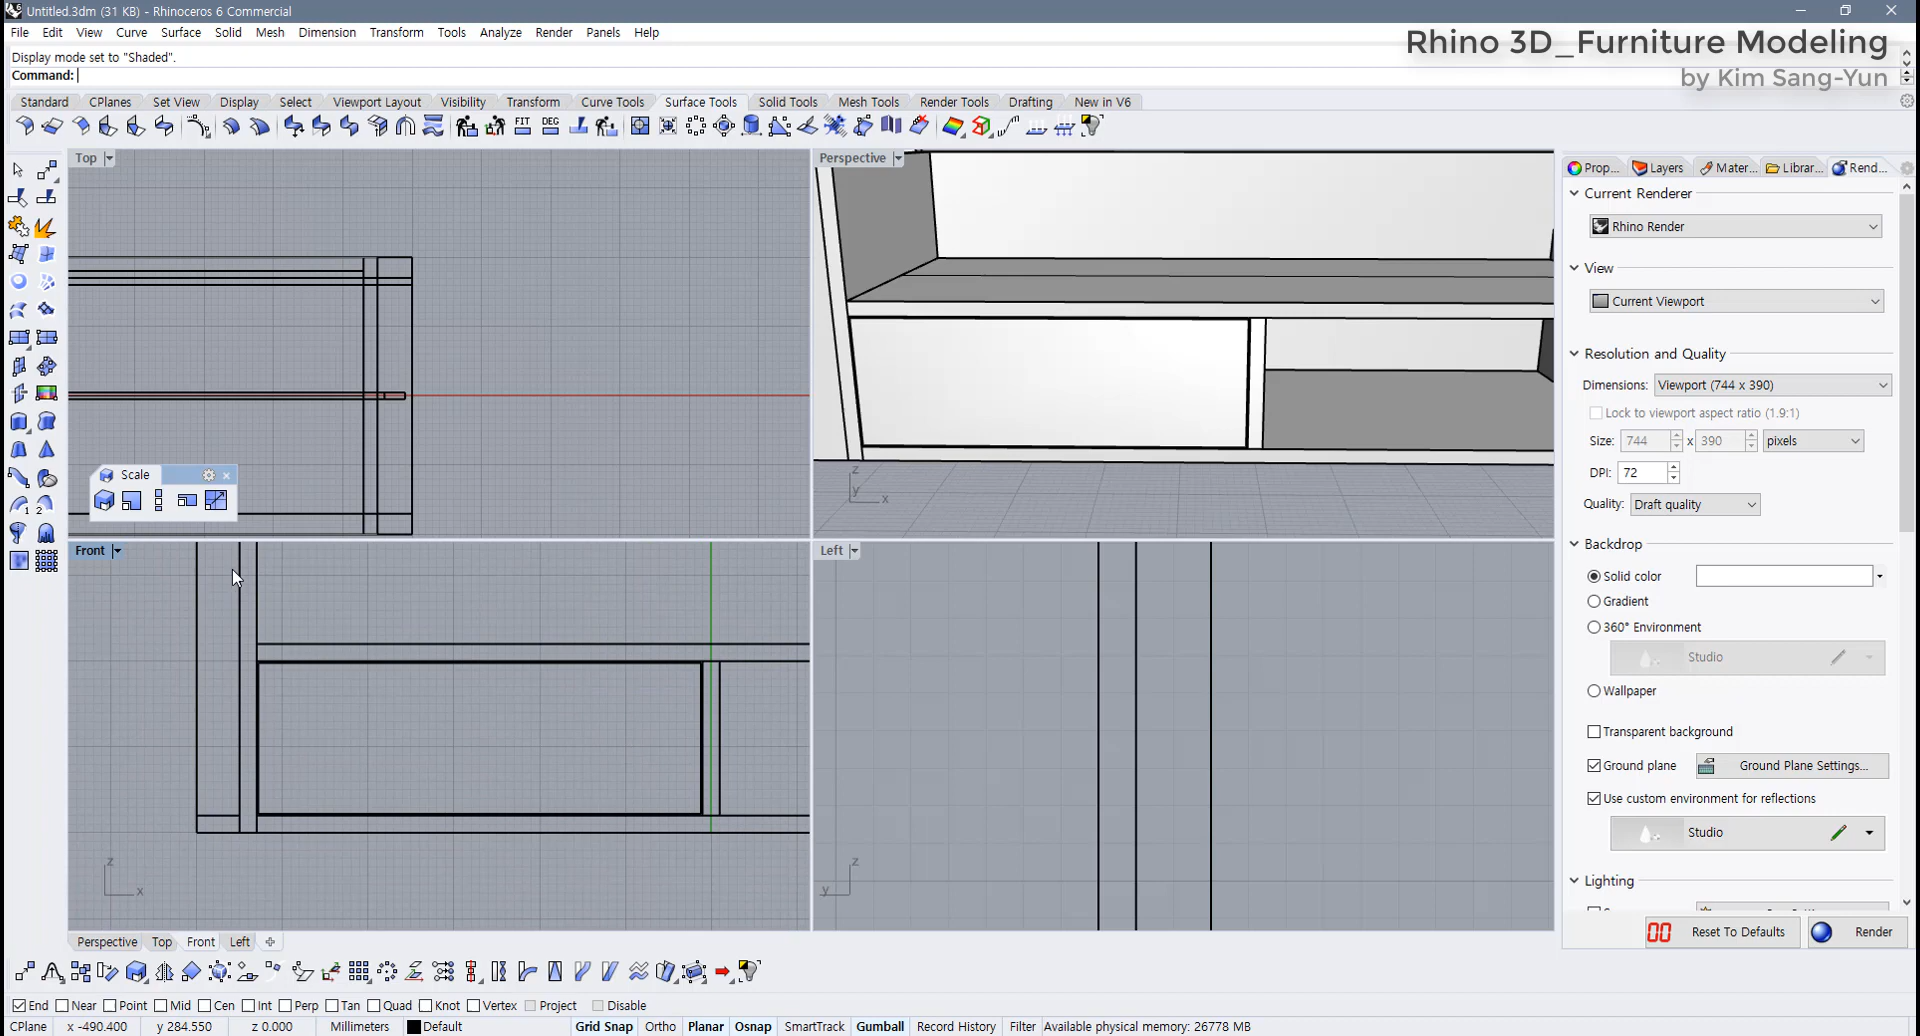 Untitled.3dm (31 KB) - Rhinoceros 6 Commercial
File Edit View Curve Surface Solid Mesh Dimension Transform Tools Analyze Render Panels Help
Rhino 3D_Furniture Modeling
by Kim Sang-Yun
Display mode set to "Shaded".
Command:
Standard CPlanes Set View Display Select Viewport Layout Visibility Transform Curve Tools Surface Tools Solid Tools Mesh Tools Render Tools Drafting New in V6
FIT DEG
Top
Perspective
Prop... Layers Mater... Librar... Rend...
Current Renderer
Rhino Render
View
Current Viewport
Resolution and Quality
Dimensions: Viewport (744 x 390)
Lock to viewport aspect ratio (1.9:1)
Size: 744 x 390 pixels
DPI: 72
Quality: Draft quality
Backdrop
Solid color
Gradient
360° Environment
Studio
Wallpaper
Transparent background
Ground plane Ground Plane Settings...
Use custom environment for reflections
Studio
Lighting
Reset To Defaults Render
Scale
z
y
x
Front
Left
z
x
z
y
1 2
Perspective Top Front Left
End Near Point Mid Cen Int Perp Tan Quad Knot Vertex Project Disable
CPlane x -490.400 y 284.550 z 0.000 Millimeters Default Grid Snap Ortho Planar Osnap SmartTrack Gumball Record History Filter Available physical memory: 26778 MB